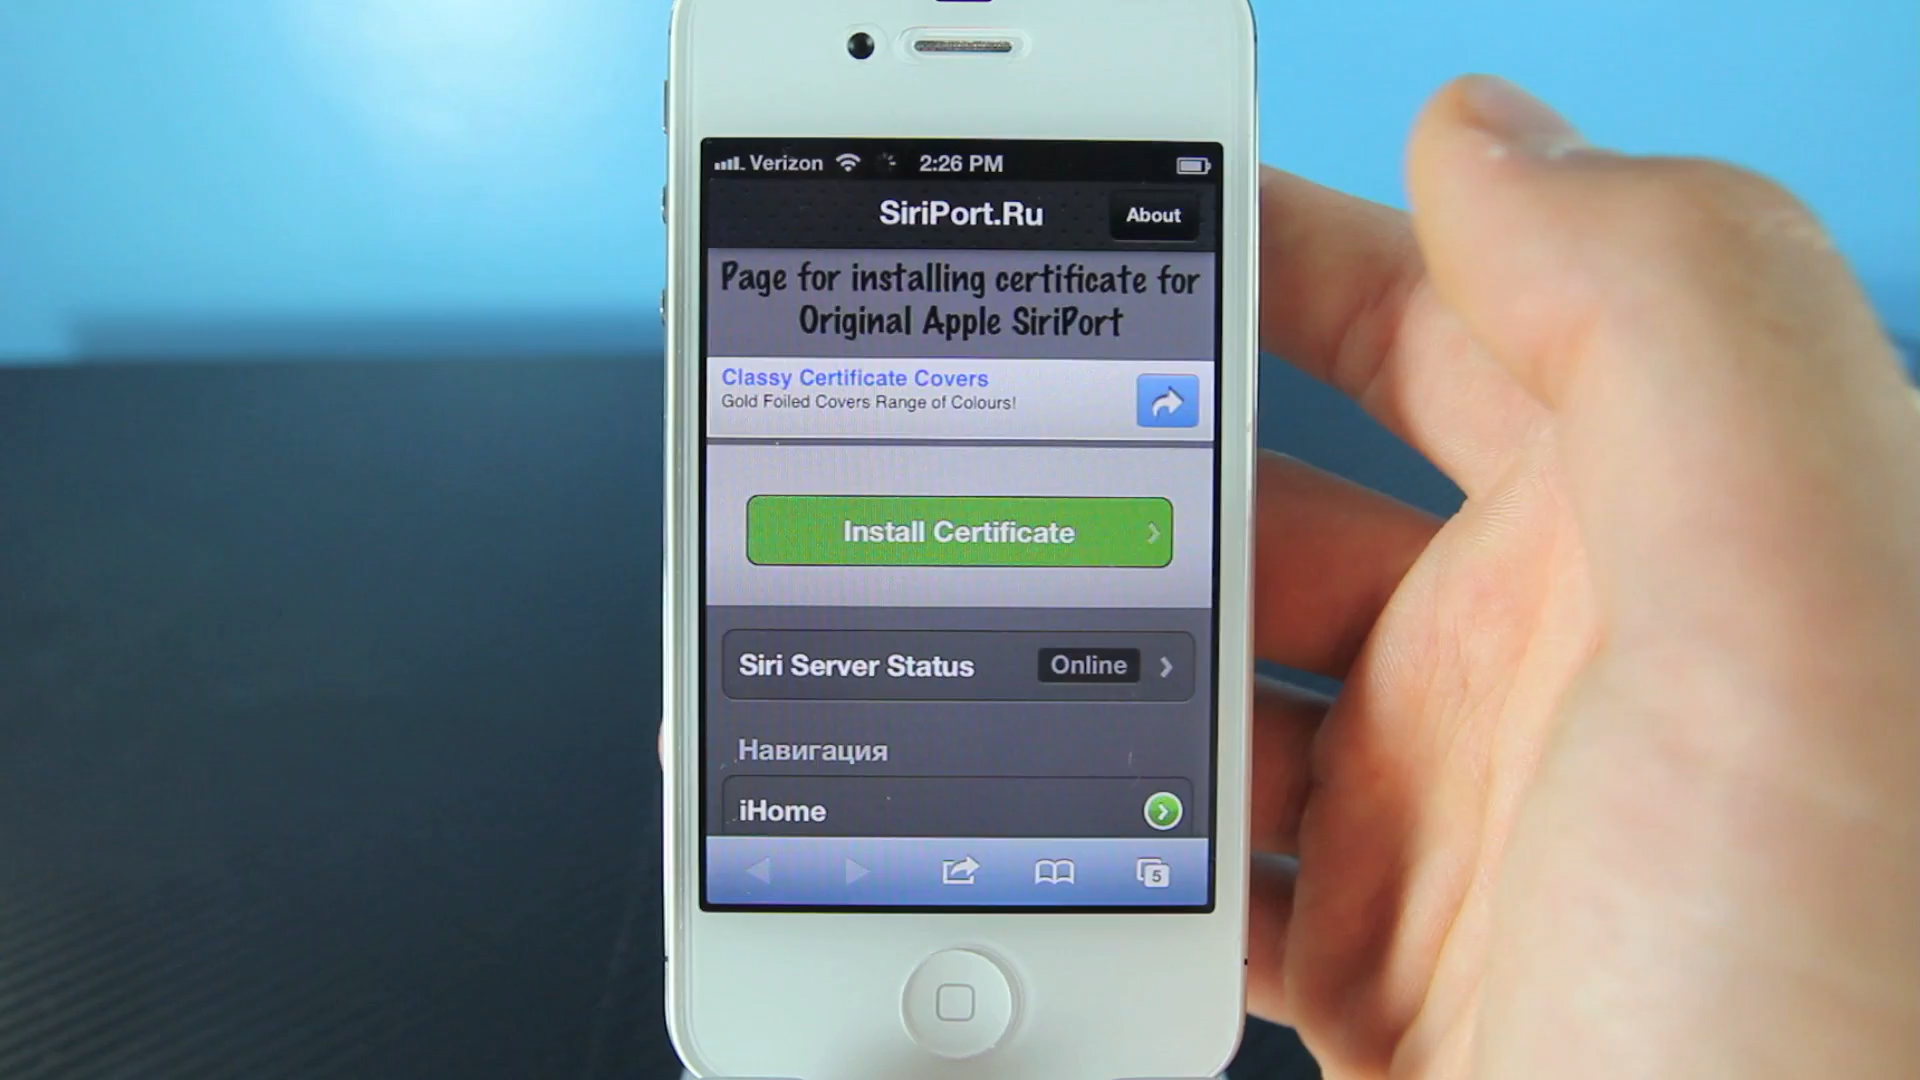 Verizon 2:26 PM
SiriPort.Ru
About
Page for installing certificate for
Original Apple SiriPort
Classy Certificate Covers
Gold Foiled Covers Range of Colours!
Install Certificate
Siri Server Status Online
Навигация
iHome
5